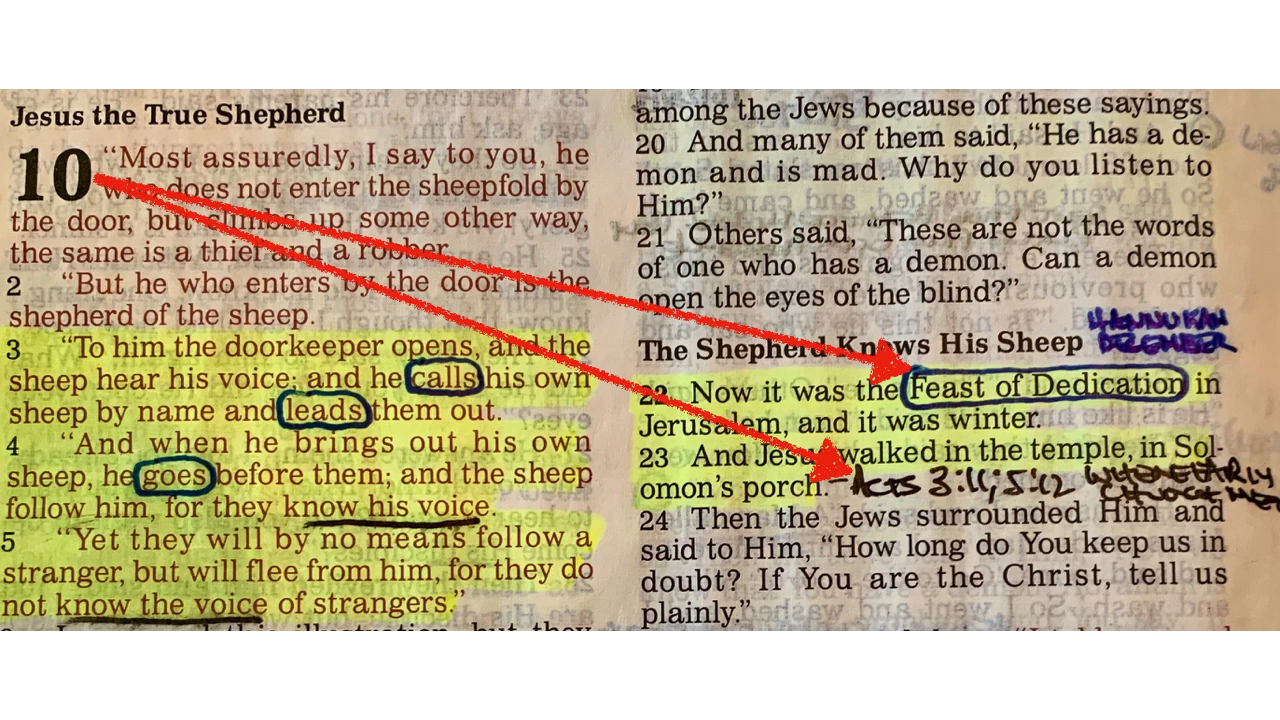 Jesus the True Shepherd
10 “Most assuredly, I say to you, he
who does not enter the sheepfold by
the door, but climbs up some other way,
the same is a thief and a robber.
2 “But he who enters by the door is the
shepherd of the sheep.
3 “To him the doorkeeper opens, and the
sheep hear his voice; and he calls his own
sheep by name and leads them out.
4 “And when he brings out his own
sheep, he goes before them; and the sheep
follow him, for they know his voice.
5 “Yet they will by no means follow a
stranger, but will flee from him, for they do
not know the voice of strangers.”
among the Jews because of these sayings.
20 And many of them said, “He has a de-
mon and is mad. Why do you listen to
Him?”
21 Others said, “These are not the words
of one who has a demon. Can a demon
open the eyes of the blind?”
HANNUKAH
DECEMBER
The Shepherd Knows His Sheep
22 Now it was the Feast of Dedication in
Jerusalem, and it was winter.
23 And Jesus walked in the temple, in Sol-
omon’s porch. - Acts 3:11; 5:12 WHERE EARLY
CHURCH MET
24 Then the Jews surrounded Him and
said to Him, “How long do You keep us in
doubt? If You are the Christ, tell us
plainly.”